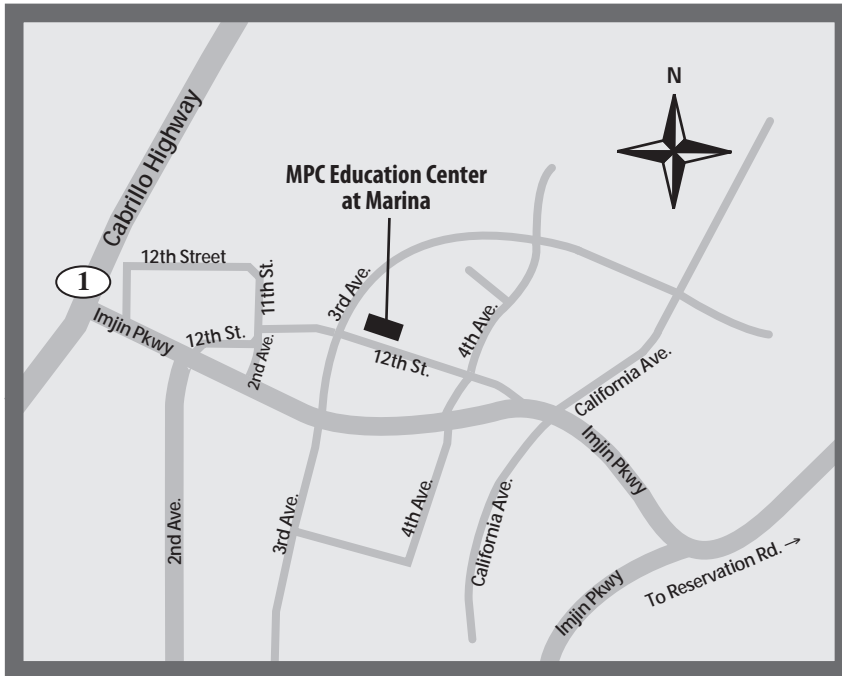 N
Cabrillo Highway
MPC Education Center
at Marina
12th Street
1
11th St.
3rd Ave.
Imjin Pkwy
12th St.
2nd Ave.
4th Ave.
12th St.
California Ave.
Imjin Pkwy
2nd Ave.
3rd Ave.
4th Ave.
California Ave.
To Reservation Rd. →
Imjin Pkwy